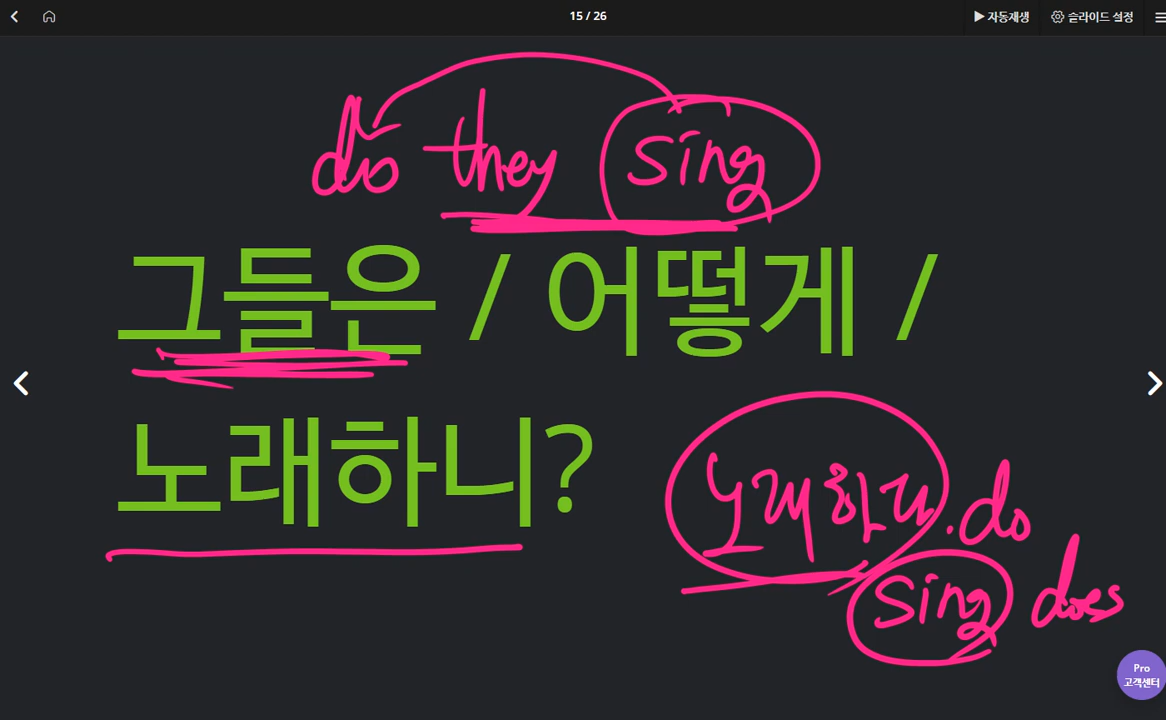 15 / 26
자동재생
슬라이드 설정
do they sing
그들은 / 어떻게 /
노래하니?
노래하니. do
sing does
Pro
고객센터